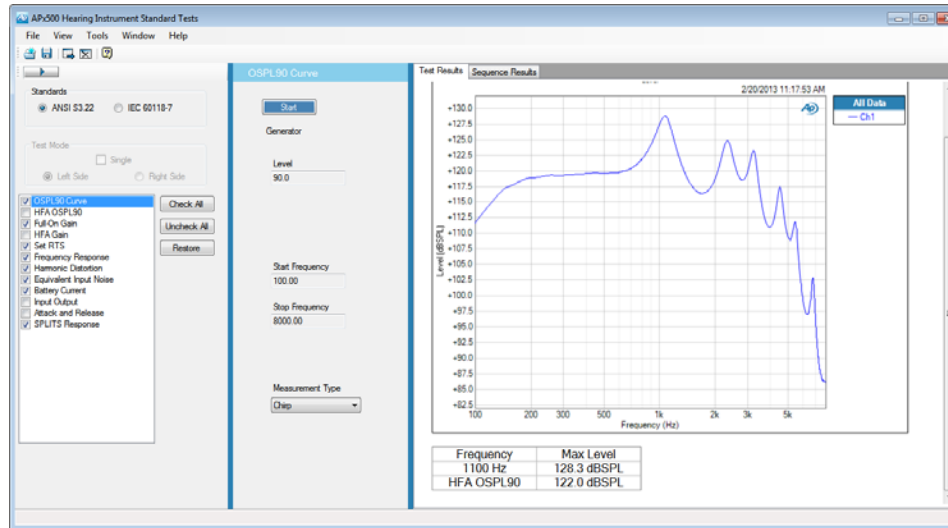 APx500 Hearing Instrument Standard Tests
File View Tools Window Help
Standards
ANSI S3.22 IEC 60118-7
Test Mode
Single
Left Side Right Side
OSPL90 Curve
HFA OSPL90
Full-On Gain
HFA Gain
Set RTS
Frequency Response
Harmonic Distortion
Equivalent Input Noise
Battery Current
Input Output
Attack and Release
SPLITS Response
Check All
Uncheck All
Restore
OSPL90 Curve
Start
Generator
Level
90.0
Start Frequency
100.00
Stop Frequency
8000.00
Measurement Type
Chirp
Test Results Sequence Results
2/20/2013 11:17:53 AM
+130.0
+127.5
+125.0
+122.5
+120.0
+117.5
+115.0
+112.5
+110.0
+107.5
+105.0
+102.5
+100.0
+97.5
+95.0
+92.5
+90.0
+87.5
+85.0
+82.5
Level [dBSPL]
100 200 300 500 1k 2k 3k 5k
Frequency (Hz)
AP
All Data
Ch1
Frequency Max Level
1100 Hz 128.3 dBSPL
HFA OSPL90 122.0 dBSPL